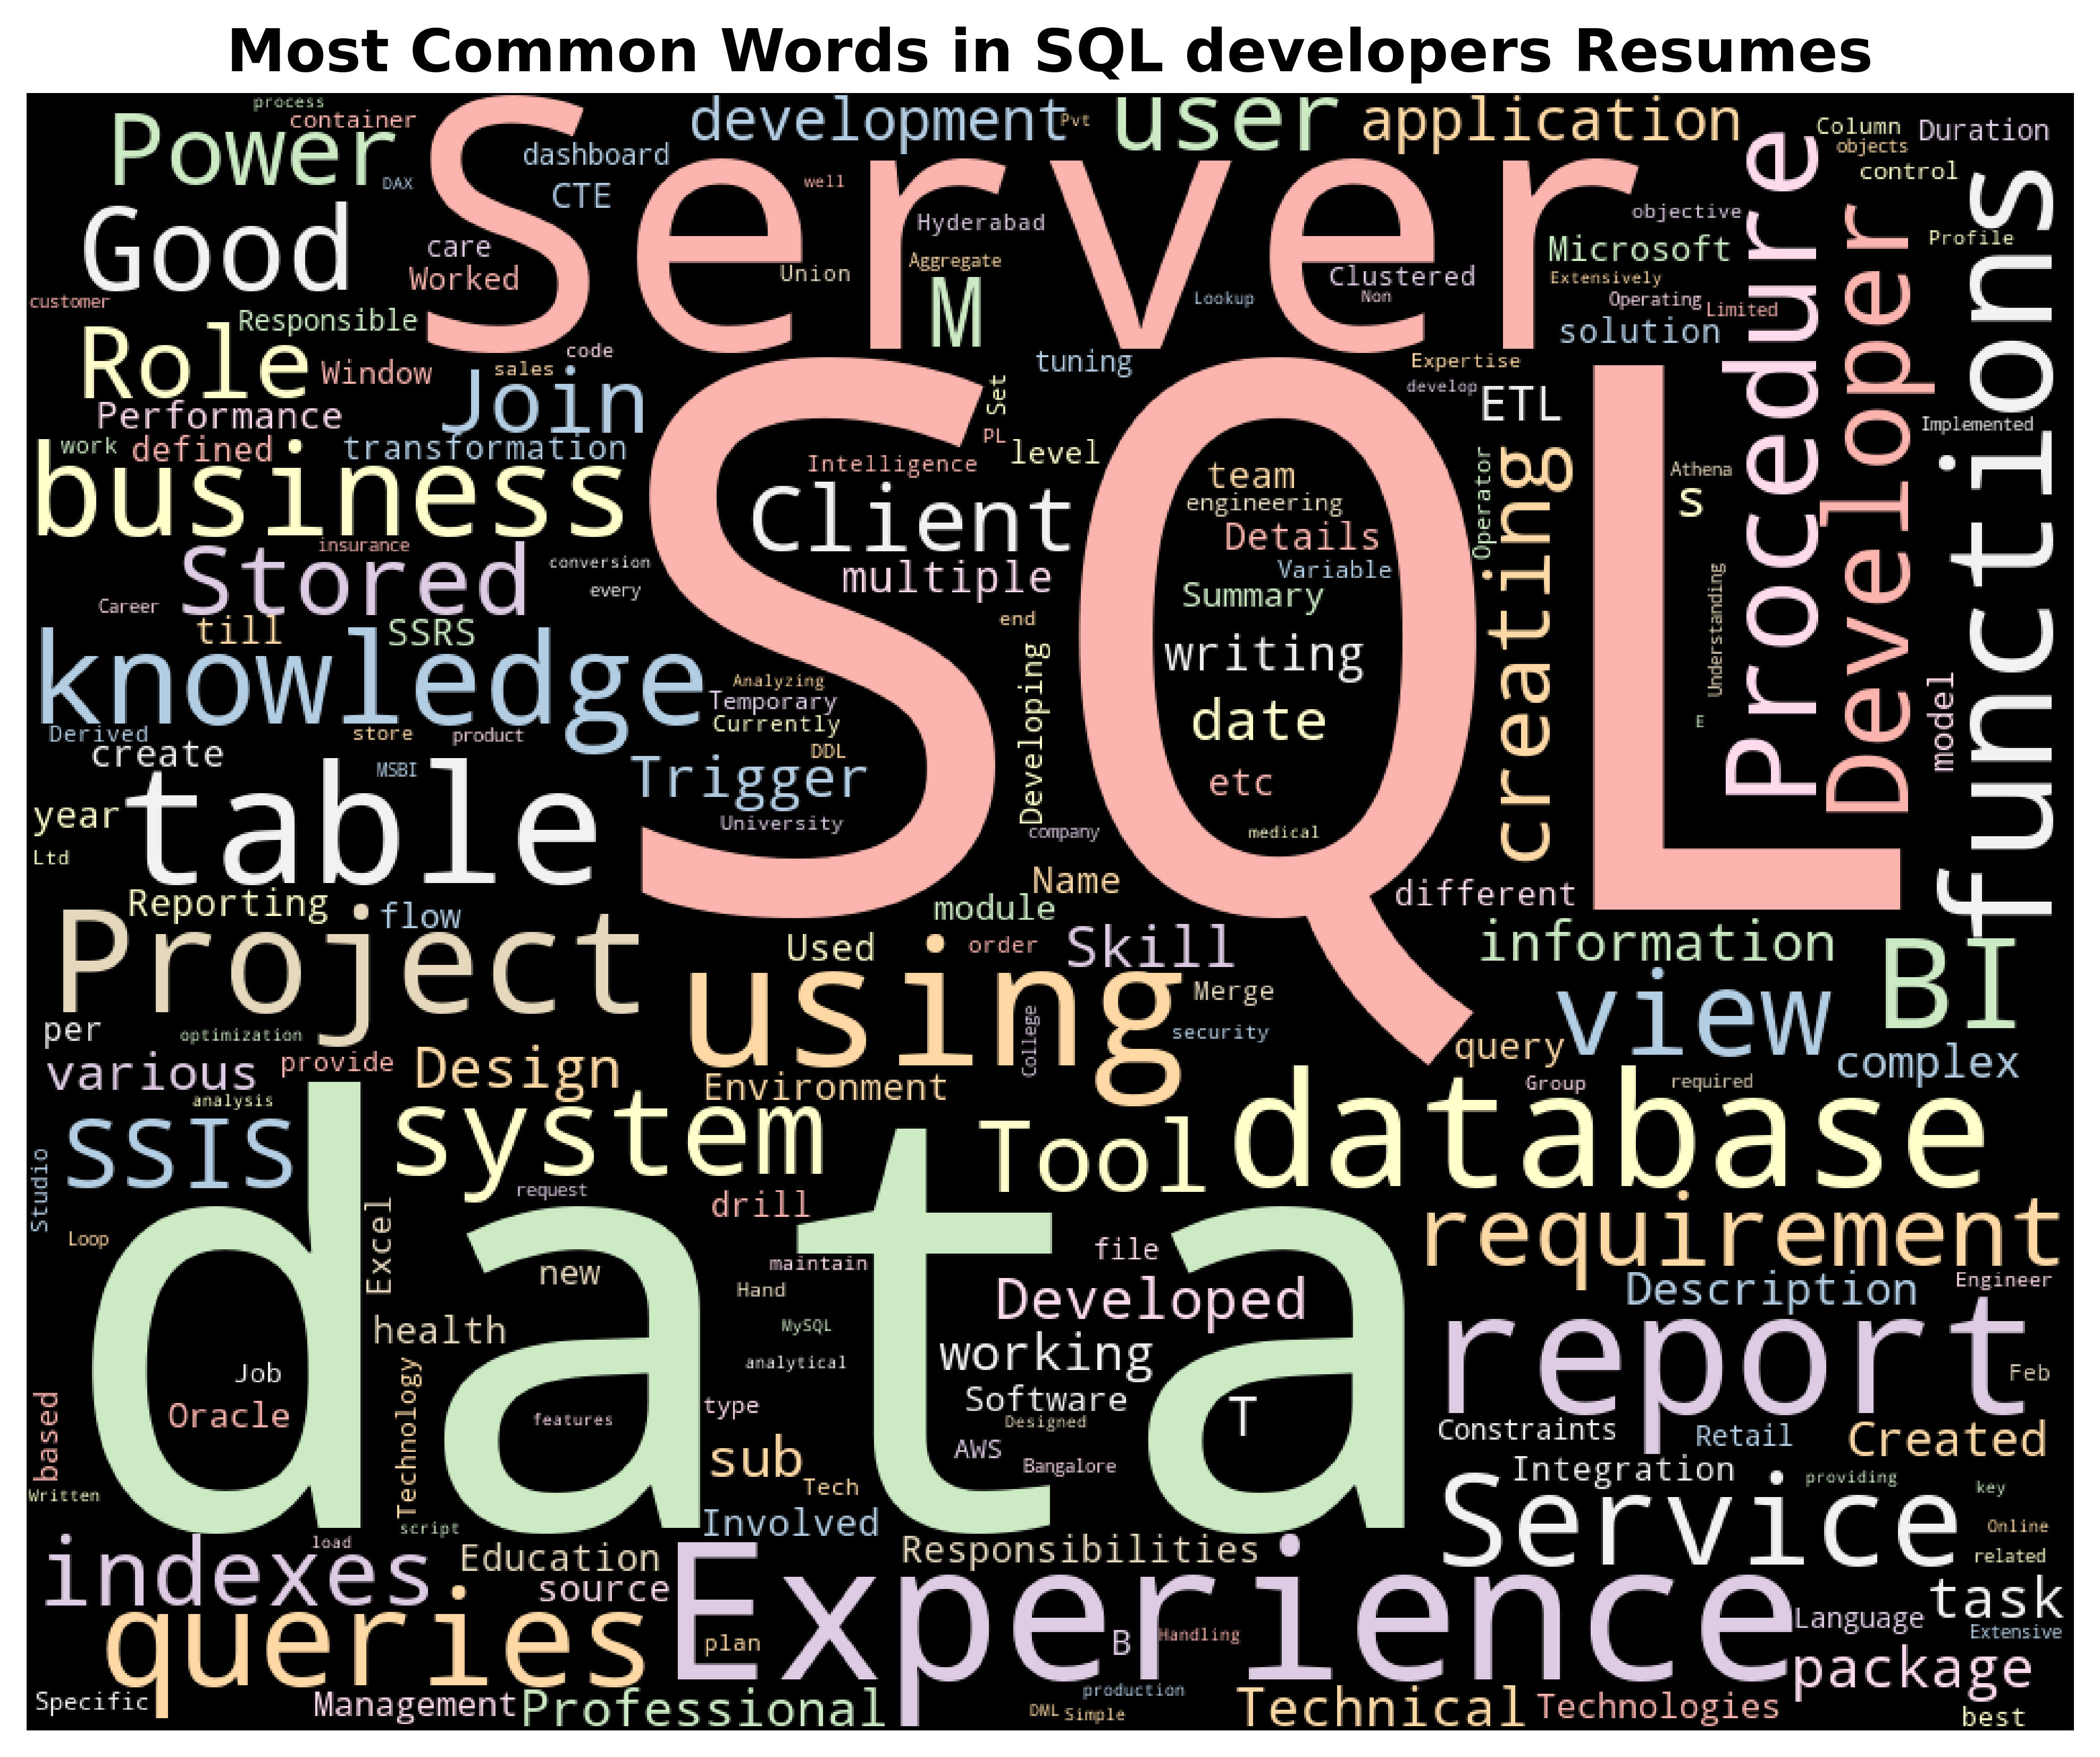 Most Common Words in SQL developers Resumes
process
container
Power
DAX
Server
development
Pvt
user
application
Column
objects
Duration
control
dashboard
CTE
well
Good
care
Worked
Hyderabad
Union
Aggregate
M
Lookup
Clustered
Non
objective
Microsoft
Extensively
Operating
Limited
solution
Profile
Procedure
Developer
functions
customer
Responsible
Role
Window
Performance
code
sales
Join
tuning
Set
Expertise
develop
ETL
Implemented
work
defined
transformation
business
SQL
PL
level
Intelligence
Client
multiple
team
engineering
Details
Variable
Summary
writing
date
etc
medical
Operator
creating
Athena
s
Understanding
E
model
insurance
Stored
conversion
every
Career
till
SSRS
knowledge
end
Developing
Analyzing
Temporary
Currently
DDL
Derived
store
product
create
MSBI
Trigger
University
company
year
table
Ltd
Name
different
Reporting
flow
module
Project
Used
order
Skill
information
BI
using
Merge
view
per
optimization
College
security
query
complex
various
provide
Design
Environment
Group
required
analysis
SSIS
system
Tool
database
Studio
request
drill
requirement
Loop
data
Excel
new
maintain
file
Hand
Developed
Description
Engineer
health
MySQL
report
working
analytical
Job
Feb
Oracle
Technology
features
type
Software
Designed
T
Constraints
Retail
Created
based
sub
AWS
Bangalore
Integration
providing
Tech
key
Written
script
Involved
Service
Online
load
indexes
Education
Responsibilities
related
source
Experience
task
queries
plan
B
Handling
Language
Extensive
package
Specific
Management
Professional
production
DML
Simple
Technical
Technologies
best